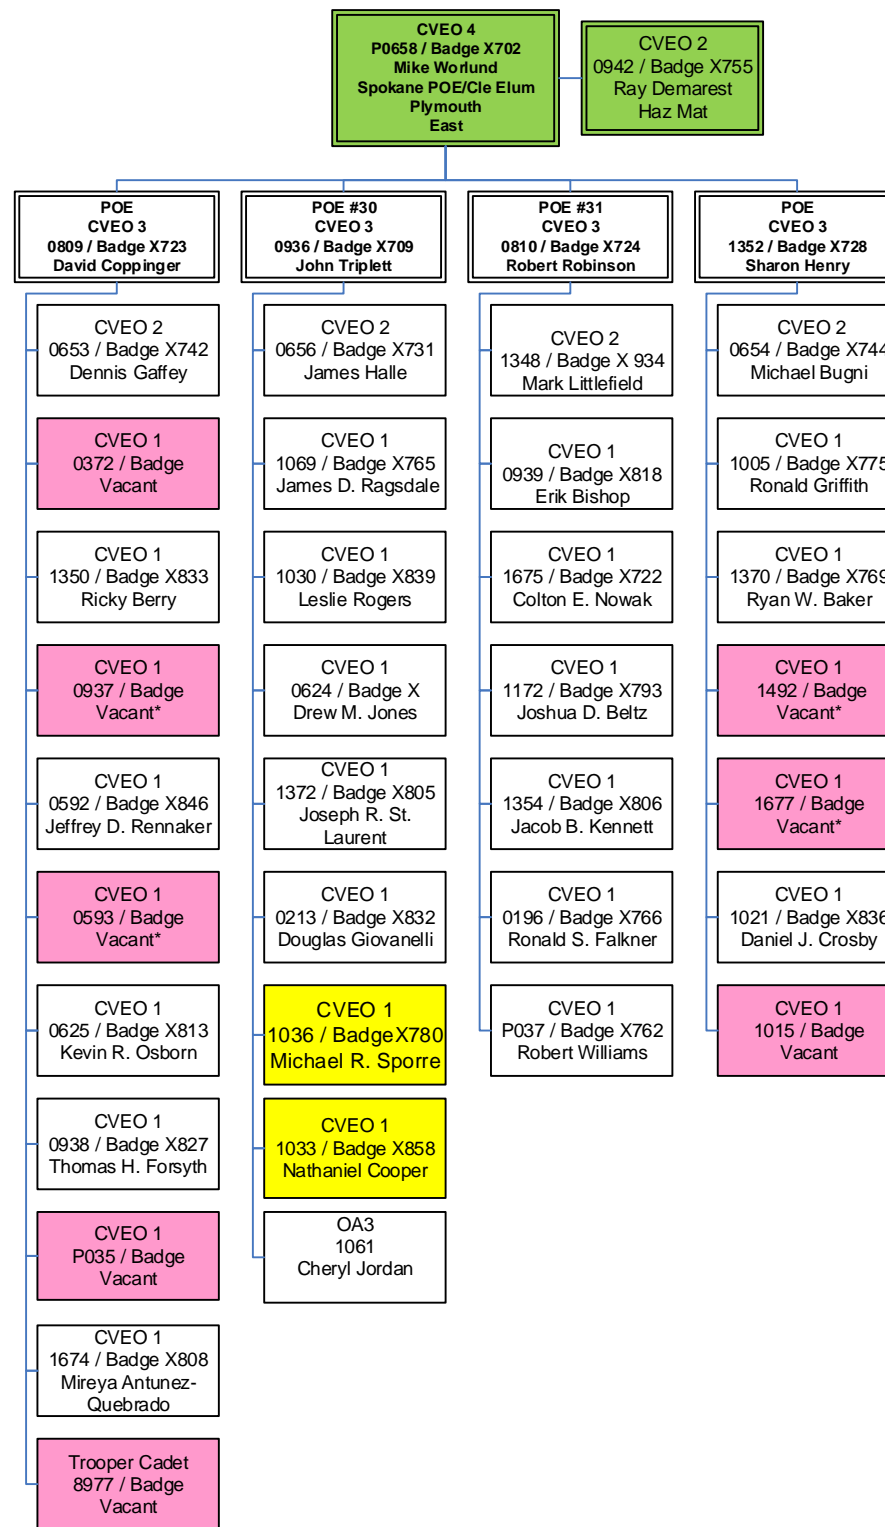 CVEO 4
P0658 / Badge X702
Mike Worlund
Spokane POE/Cle Elum
Plymouth
East
CVEO 2
0942 / Badge X755
Ray Demarest
Haz Mat
POE
CVEO 3
0809 / Badge X723
David Coppinger
POE #30
CVEO 3
0936 / Badge X709
John Triplett
POE #31
CVEO 3
0810 / Badge X724
Robert Robinson
POE
CVEO 3
1352 / Badge X728
Sharon Henry
CVEO 2
0653 / Badge X742
Dennis Gaffey
CVEO 1
0372 / Badge
Vacant
CVEO 1
1350 / Badge X833
Ricky Berry
CVEO 1
0937 / Badge
Vacant*
CVEO 1
0592 / Badge X846
Jeffrey D. Rennaker
CVEO 1
0593 / Badge
Vacant*
CVEO 1
0625 / Badge X813
Kevin R. Osborn
CVEO 1
0938 / Badge X827
Thomas H. Forsyth
CVEO 1
P035 / Badge
Vacant
CVEO 1
1674 / Badge X808
Mireya Antunez-
Quebrado
Trooper Cadet
8977 / Badge
Vacant
CVEO 2
0656 / Badge X731
James Halle
CVEO 1
1069 / Badge X765
James D. Ragsdale
CVEO 1
1030 / Badge X839
Leslie Rogers
CVEO 1
0624 / Badge X
Drew M. Jones
CVEO 1
1372 / Badge X805
Joseph R. St.
Laurent
CVEO 1
0213 / Badge X832
Douglas Giovanelli
CVEO 1
1036 / BadgeX780
Michael R. Sporre
CVEO 1
1033 / Badge X858
Nathaniel Cooper
OA3
1061
Cheryl Jordan
CVEO 2
1348 / Badge X 934
Mark Littlefield
CVEO 1
0939 / Badge X818
Erik Bishop
CVEO 1
1675 / Badge X722
Colton E. Nowak
CVEO 1
1172 / Badge X793
Joshua D. Beltz
CVEO 1
1354 / Badge X806
Jacob B. Kennett
CVEO 1
0196 / Badge X766
Ronald S. Falkner
CVEO 1
P037 / Badge X762
Robert Williams
CVEO 2
0654 / Badge X744
Michael Bugni
CVEO 1
1005 / Badge X775
Ronald Griffith
CVEO 1
1370 / Badge X769
Ryan W. Baker
CVEO 1
1492 / Badge
Vacant*
CVEO 1
1677 / Badge
Vacant*
CVEO 1
1021 / Badge X836
Daniel J. Crosby
CVEO 1
1015 / Badge
Vacant